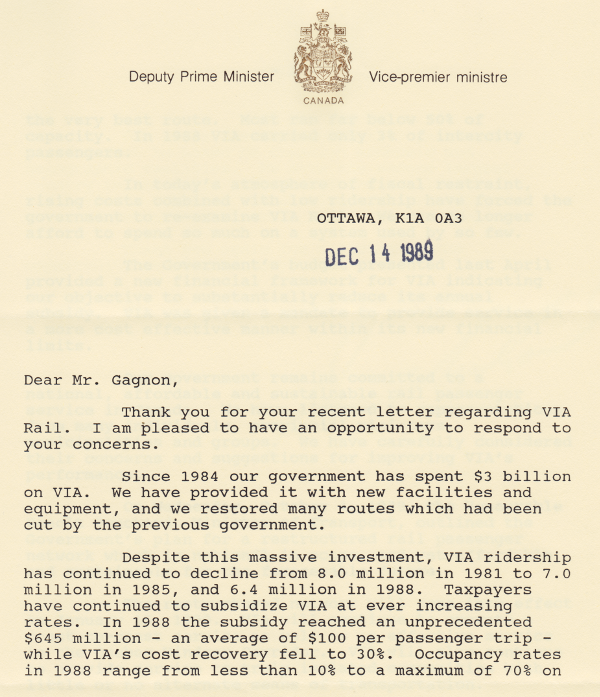 Deputy Prime Minister Vice-premier ministre
CANADA
OTTAWA, K1A 0A3
DEC 14 1989
Dear Mr. Gagnon,
Thank you for your recent letter regarding VIA
Rail. I am pleased to have an opportunity to respond to
your concerns.
Since 1984 our government has spent $3 billion
on VIA. We have provided it with new facilities and
equipment, and we restored many routes which had been
cut by the previous government.
Despite this massive investment, VIA ridership
has continued to decline from 8.0 million in 1981 to 7.0
million in 1985, and 6.4 million in 1988. Taxpayers
have continued to subsidize VIA at ever increasing
rates. In 1988 the subsidy reached an unprecedented
$645 million - an average of $100 per passenger trip -
while VIA's cost recovery fell to 30%. Occupancy rates
in 1988 range from less than 10% to a maximum of 70% on